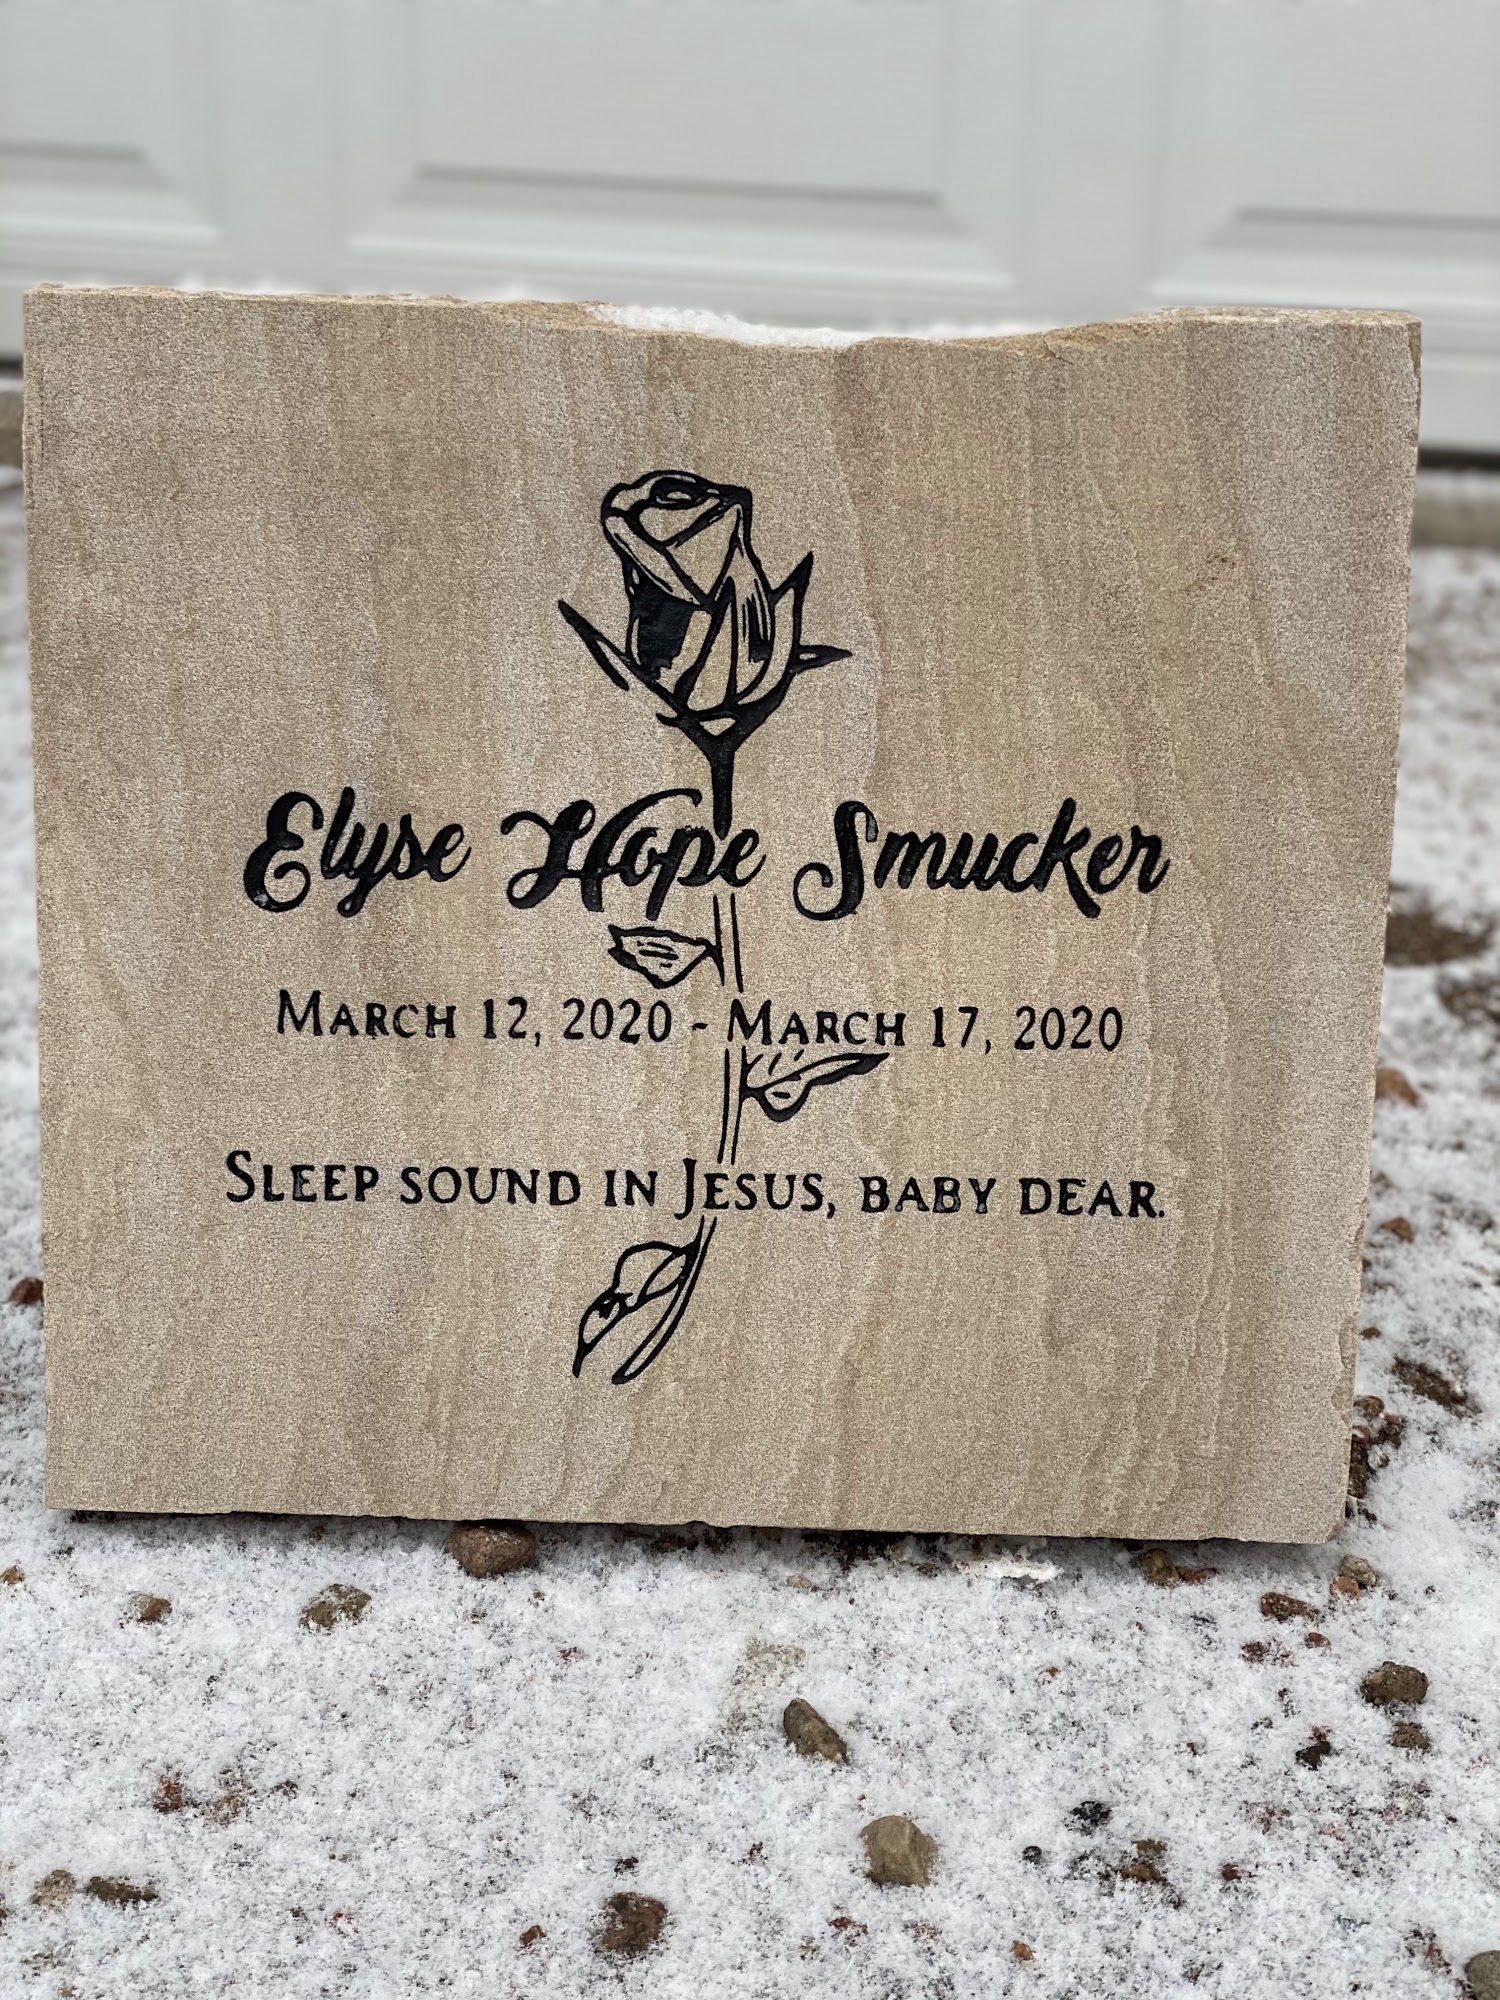 Elyse Hope Smucker
March 12, 2020 - March 17, 2020
Sleep sound in Jesus, baby dear.